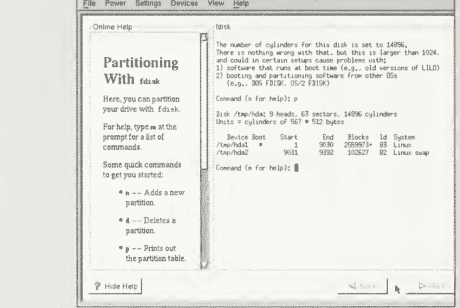 File Power Settings Devices View Help
Online Help
Partitioning
With fdisk
Here, you can partition
your drive with fdisk.
For help, type m at the
prompt for a list of
commands.
Some quick commands
to get you started:
n -- Adds a new
partition.
d -- Deletes a
partition.
p -- Prints out
the partition table.
fdisk
The number of cylinders for this disk is set to 14896.
There is nothing wrong with that, but this is larger than 1024,
and could in certain setups cause problems with:
1) software that runs at boot time (e.g., old versions of LILO)
2) booting and partitioning software from other OSs
(e.g., DOS FDISK, OS/2 FDISK)
Command (m for help): p
Disk /tmp/hda: 9 heads, 63 sectors, 14896 cylinders
Units = cylinders of 567 * 512 bytes
Device Boot Start End Blocks Id System
/tmp/hda1 * 1 9030 2559973+ 83 Linux
/tmp/hda2 9031 9392 102627 82 Linux swap
Command (m for help):
? Hide Help
Back